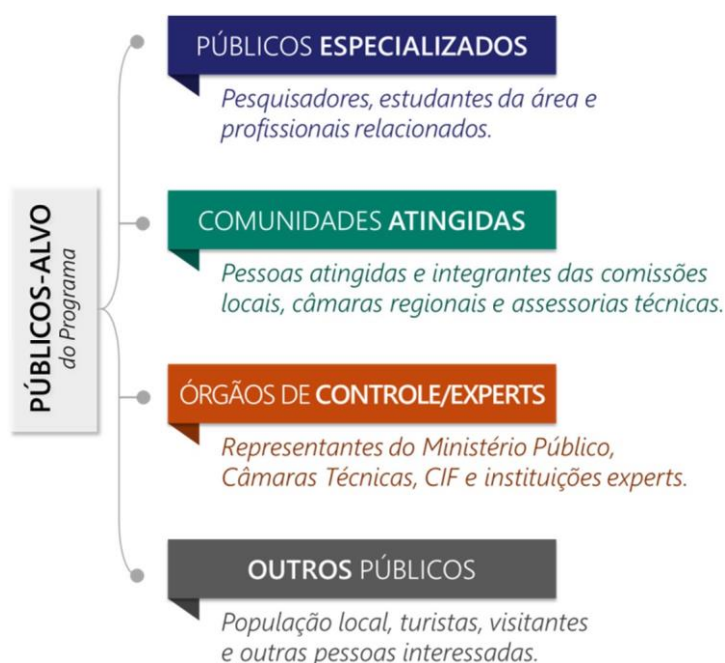 PÚBLICOS-ALVO
do Programa
PÚBLICOS ESPECIALIZADOS
Pesquisadores, estudantes da área e
profissionais relacionados.
COMUNIDADES ATINGIDAS
Pessoas atingidas e integrantes das comissões
locais, câmaras regionais e assessorias técnicas.
ÓRGÃOS DE CONTROLE/EXPERTS
Representantes do Ministério Público,
Câmaras Técnicas, CIF e instituições experts.
OUTROS PÚBLICOS
População local, turistas, visitantes
e outras pessoas interessadas.